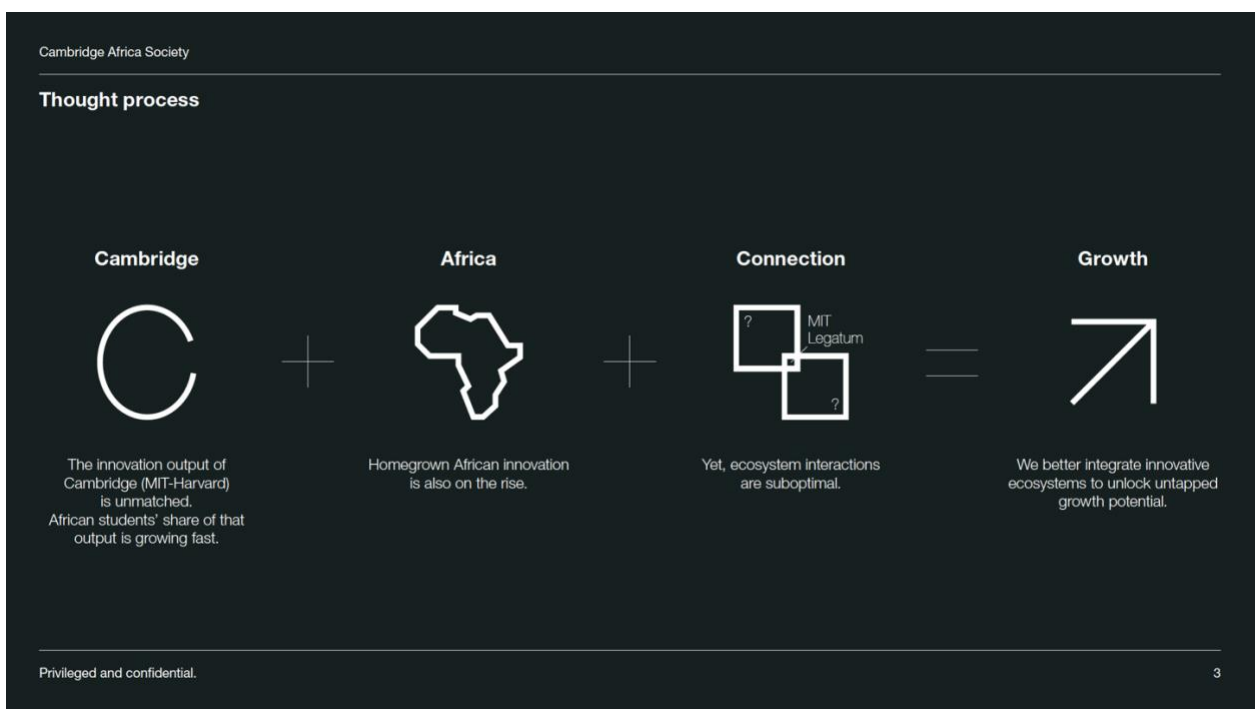 Cambridge Africa Society
Thought process
Cambridge
The innovation output of
Cambridge (MIT-Harvard)
is unmatched.
African students’ share of that
output is growing fast.
Africa
Homegrown African innovation
is also on the rise.
Connection
?
MIT
Legatum
?
Yet, ecosystem interactions
are suboptimal.
Growth
We better integrate innovative
ecosystems to unlock untapped
growth potential.
Privileged and confidential.
3